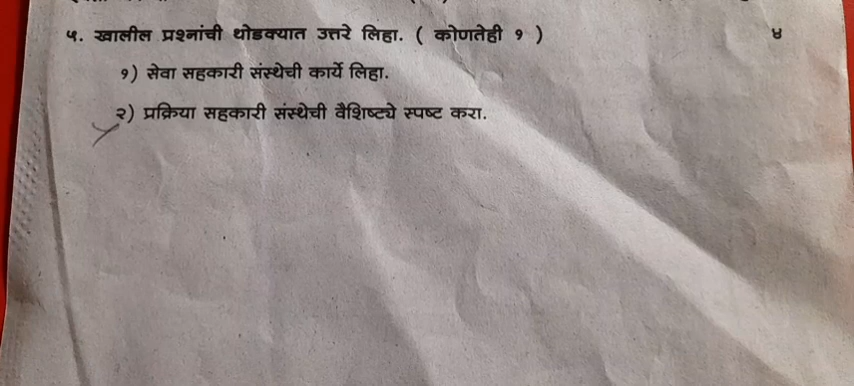 ५. खालील प्रश्नांची थोडक्यात उत्तरे लिहा. ( कोणतेही १ ) ४
१) सेवा सहकारी संस्थेची कार्ये लिहा.
२) प्रक्रिया सहकारी संस्थेची वैशिष्ट्ये स्पष्ट करा.